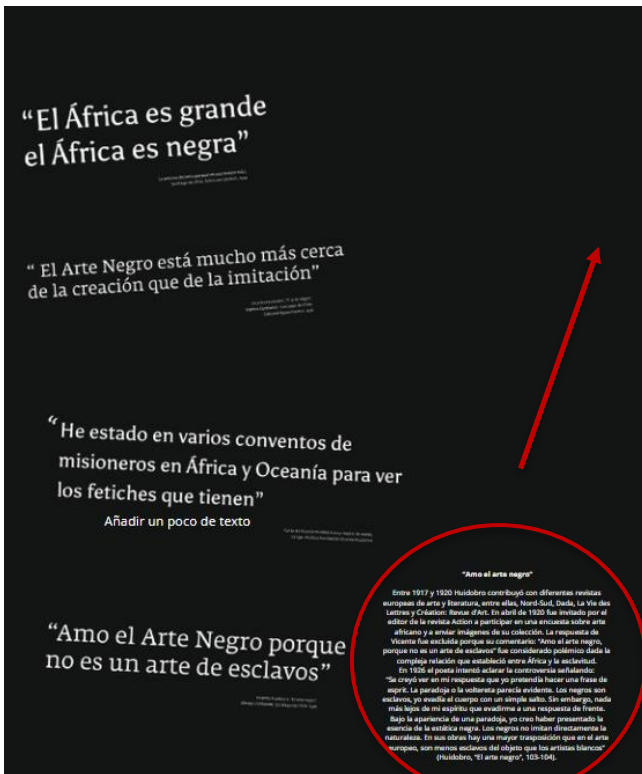 “El África es grande
el África es negra”
“ El Arte Negro está mucho más cerca
de la creación que de la imitación”
“He estado en varios conventos de
misioneros en África y Oceanía para ver
los fetiches que tienen”
Añadir un poco de texto
“Amo el Arte Negro porque
no es un arte de esclavos”
“Amo el arte negro”
Entre 1917 y 1920 Huidobro contribuyó con diferentes revistas
europeas de arte y literatura, entre ellas, Nord-Sud, Dada, La Vie des
Lettres y Création: Revue d'Art. En abril de 1920 fue invitado por el
editor de la revista Action a participar en una encuesta sobre arte
africano y a enviar imágenes de su colección. La respuesta de
Vicente fue excluida porque su comentario: “Amo el arte negro,
porque no es un arte de esclavos” fue considerado polémico dada la
compleja relación que estableció entre África y la esclavitud.
En 1926 el poeta intentó aclarar la controversia señalando:
“Se creyó ver en mi respuesta que yo pretendía hacer una frase de
esprit. La paradoja o la voltereta parecía evidente. Los negros son
esclavos, yo evadía el cuerpo con un simple salto. Sin embargo, nada
más lejos de mi espíritu que evadirme a una respuesta de frente.
Bajo la apariencia de una paradoja, yo creo haber presentado la
esencia de la estética negra. Los negros no imitan directamente la
naturaleza. En sus obras hay una mayor trasposición que en el arte
europeo, son menos esclavos del objeto que los artistas blancos”
(Huidobro, “El arte negro”, 103-104).